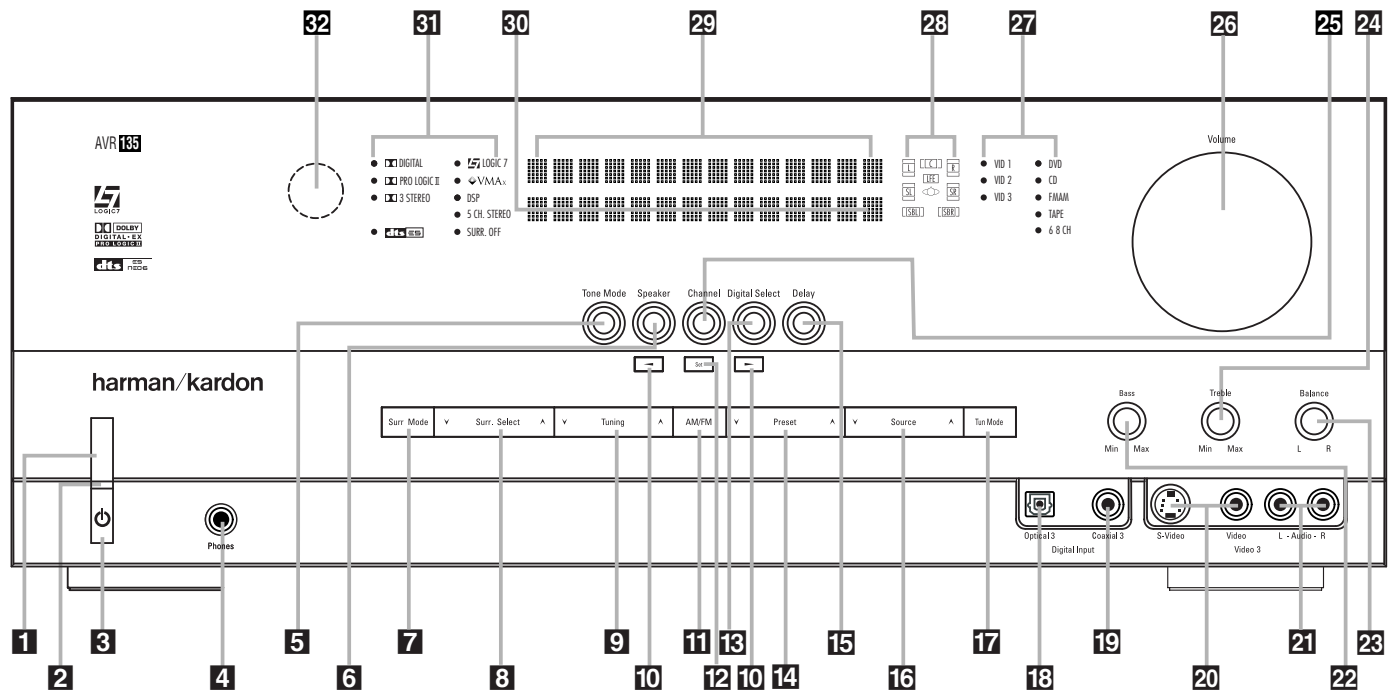 32 31 30 29 28 27 26 25 24
AVR 135
LOGIC7
DOLBY
DIGITAL·EX
PRO LOGIC II
dts ES
NEO:6
DIGITAL
PRO LOGIC II
3 STEREO
dts ES
LOGIC 7
VMAx
DSP
5 CH. STEREO
SURR. OFF
L C R
LFE
SL SR
SBL SBR
VID 1
VID 2
VID 3
DVD
CD
FMAM
TAPE
6 8 CH
Volume
Tone Mode Speaker Channel Digital Select Delay
Set
harman/kardon
Surr Mode Surr. Select Tuning AM/FM Preset Source Tun Mode
Bass Treble Balance
Min Max Min Max L R
Phones
Optical 3 Coaxial 3
Digital Input
S-Video Video L - Audio - R
Video 3
1 2 3 4 5 6 7 8 9 10 11 12 13 10 14 15 16 17 18 19 20 21 22 23